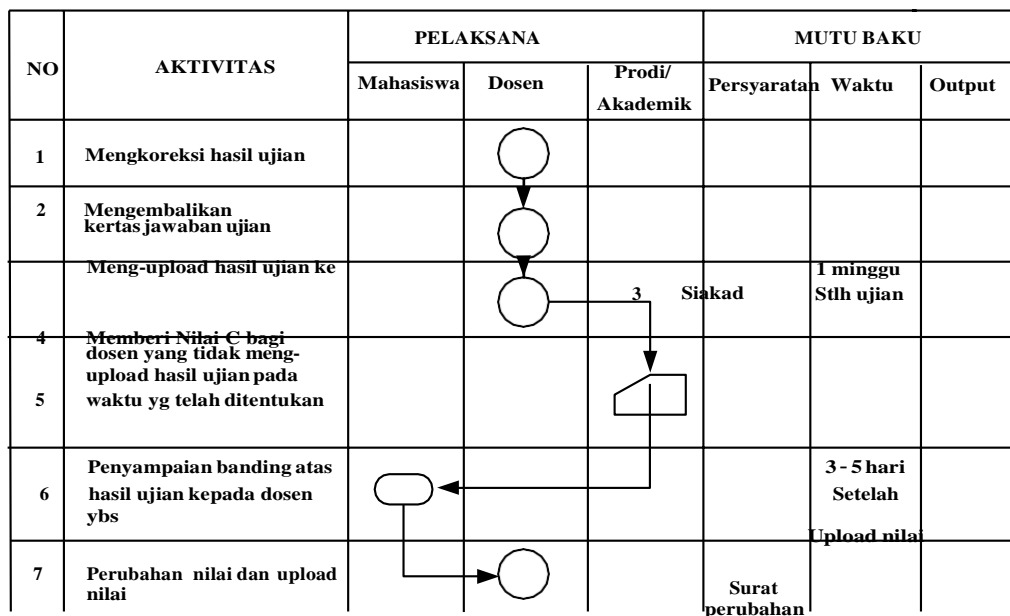 PELAKSANA MUTU BAKU
NO AKTIVITAS
Mahasiswa Dosen Prodi/ Akademik Persyaratan Waktu Output
1 Mengkoreksi hasil ujian
2 Mengembalikan
kertas jawaban ujian
Meng-upload hasil ujian ke
3 Siakad
1 minggu
Stlh ujian
4 Memberi Nilai C bagi
dosen yang tidak meng-
upload hasil ujian pada
5 waktu yg telah ditentukan
Penyampaian banding atas
6 hasil ujian kepada dosen
ybs
3 - 5 hari
Setelah
Upload nilai
7 Perubahan nilai dan upload
nilai
Surat
perubahan